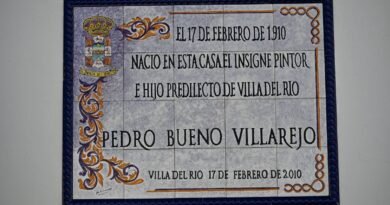 EL 17 DE FEBRERO DE 1.910
NACIO EN ESTA CASA EL INSIGNE PINTOR
E HIJO PREDILECTO DE VILLA DEL RIO
PEDRO BUENO VILLAREJO
VILLA DEL RIO 17 DE FEBRERO DE 2010